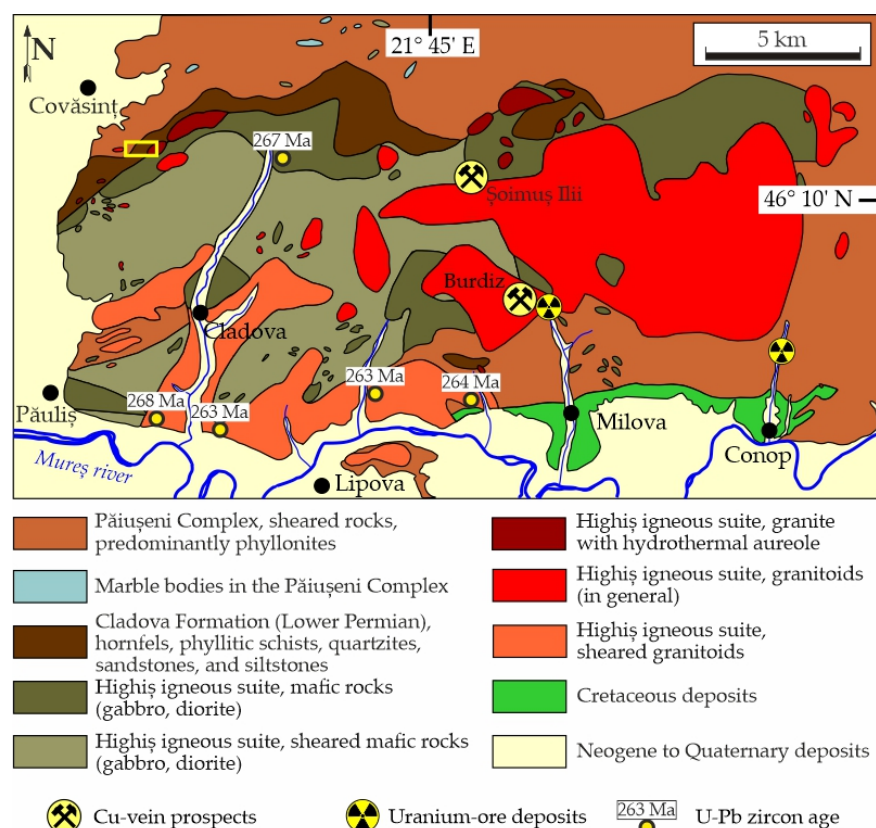 N
21° 45' E
5 km
Covăsinț
267 Ma
Șoimuș Ilii
46° 10' N
Burdiz
Cladova
263 Ma
264 Ma
268 Ma
263 Ma
Păuliș
Milova
Conop
Mureș river
Lipova
Păiușeni Complex, sheared rocks,
predominantly phyllonites
Marble bodies in the Păiușeni Complex
Cladova Formation (Lower Permian),
hornfels, phyllitic schists, quartzites,
sandstones, and siltstones
Highiș igneous suite, mafic rocks
(gabbro, diorite)
Highiș igneous suite, sheared mafic rocks
(gabbro, diorite)
Highiș igneous suite, granite
with hydrothermal aureole
Highiș igneous suite, granitoids
(in general)
Highiș igneous suite,
sheared granitoids
Cretaceous deposits
Neogene to Quaternary deposits
Cu-vein prospects
Uranium-ore deposits
263 Ma
U-Pb zircon age